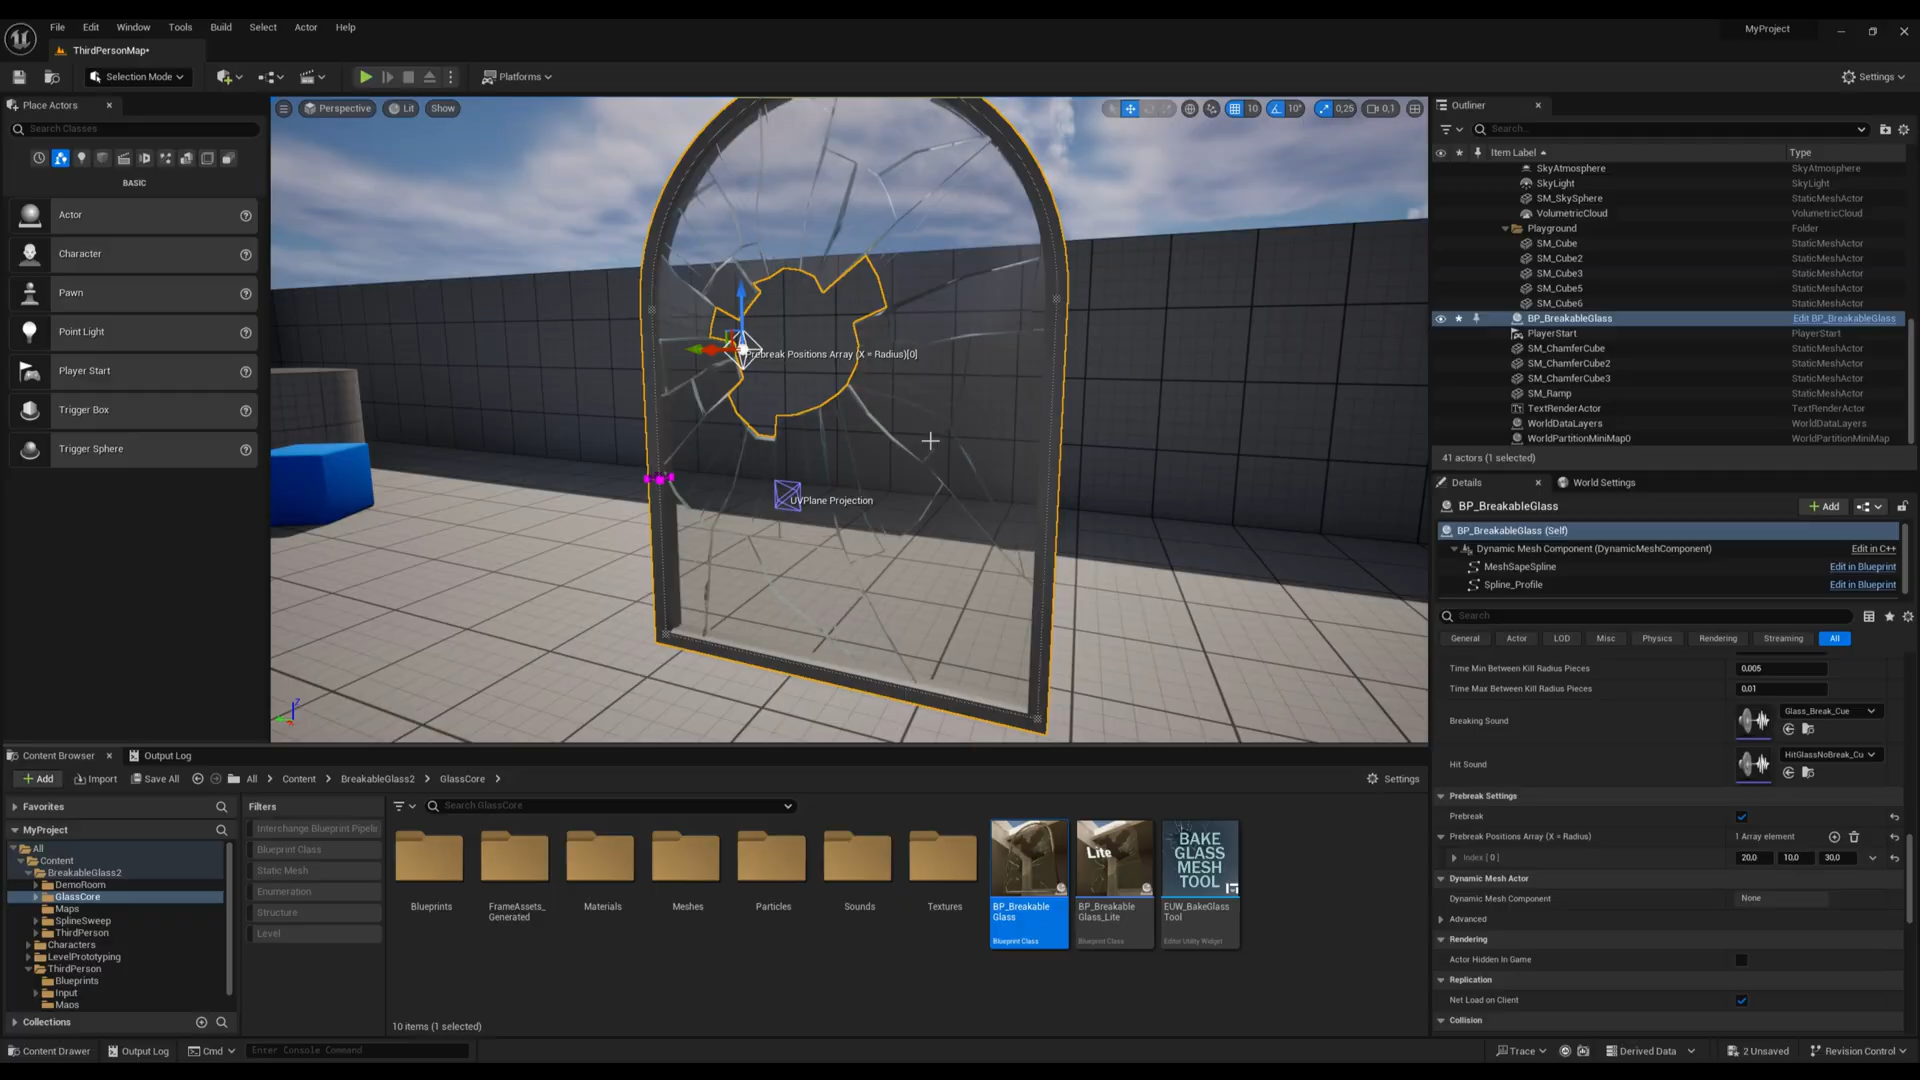 File Edit Window Tools Build Select Actor Help
MyProject
ThirdPersonMap•
Selection Mode
Platforms
Settings
Place Actors
Search Classes
BASIC
Actor
Character
Pawn
Point Light
Player Start
Trigger Box
Trigger Sphere
Perspective Lit Show
10 10° 0,25 0,1
Prebreak Positions Array (X = Radius)[0]
UVPlane Projection
Z
Outliner
Search...
Item Label Type
SkyAtmosphere SkyAtmosphere
SkyLight SkyLight
SM_SkySphere StaticMeshActor
VolumetricCloud VolumetricCloud
Playground Folder
SM_Cube StaticMeshActor
SM_Cube2 StaticMeshActor
SM_Cube3 StaticMeshActor
SM_Cube5 StaticMeshActor
SM_Cube6 StaticMeshActor
BP_BreakableGlass Edit BP_BreakableGlass
PlayerStart PlayerStart
SM_ChamferCube StaticMeshActor
SM_ChamferCube2 StaticMeshActor
SM_ChamferCube3 StaticMeshActor
SM_Ramp StaticMeshActor
TextRenderActor TextRenderActor
WorldDataLayers WorldDataLayers
WorldPartitionMiniMap0 WorldPartitionMiniMap
41 actors (1 selected)
Details World Settings
BP_BreakableGlass
Add
BP_BreakableGlass (Self)
Dynamic Mesh Component (DynamicMeshComponent) Edit in C++
MeshSapeSpline Edit in Blueprint
Spline_Profile Edit in Blueprint
Search
General Actor LOD Misc Physics Rendering Streaming All
Time Min Between Kill Radius Pieces 0,005
Time Max Between Kill Radius Pieces 0,01
Breaking Sound Glass_Break_Cue
Hit Sound HitGlassNoBreak_Cu
Prebreak Settings
Prebreak
Prebreak Positions Array (X = Radius) 1 Array element
Index [ 0 ] 20,0 10,0 30,0
Dynamic Mesh Actor
Dynamic Mesh Component None
Advanced
Rendering
Actor Hidden In Game
Replication
Net Load on Client
Collision
Content Browser Output Log
Add Import Save All All Content BreakableGlass2 GlassCore Settings
Favorites
MyProject
All
Content
BreakableGlass2
DemoRoom
GlassCore
Maps
SplineSweep
ThirdPerson
Characters
LevelPrototyping
ThirdPerson
Blueprints
Input
Maps
Collections
Filters
Interchange Blueprint Pipelin
Blueprint Class
Static Mesh
Enumeration
Structure
Level
Search GlassCore
Blueprints
FrameAssets_
Generated
Materials
Meshes
Particles
Sounds
Textures
BP_Breakable
Glass
Blueprint Class
Lite
BP_Breakable
Glass_Lite
Blueprint Class
BAKE
GLASS
MESH
TOOL
EUW_BakeGlass
Tool
Editor Utility Widget
10 items (1 selected)
Content Drawer Output Log Cmd Enter Console Command
Trace Derived Data 2 Unsaved Revision Control